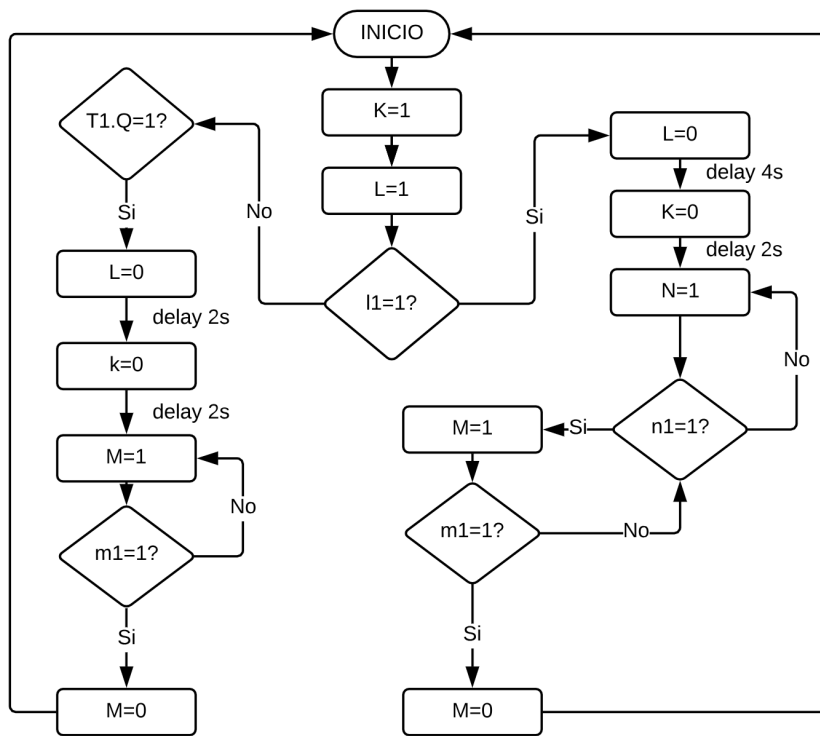 INICIO
K=1
L=1
l1=1?
No
T1.Q=1?
Si
L=0
delay 2s
k=0
delay 2s
M=1
No
m1=1?
Si
M=0
Si
L=0
delay 4s
K=0
delay 2s
N=1
No
n1=1?
Si
M=1
m1=1?
No
Si
M=0